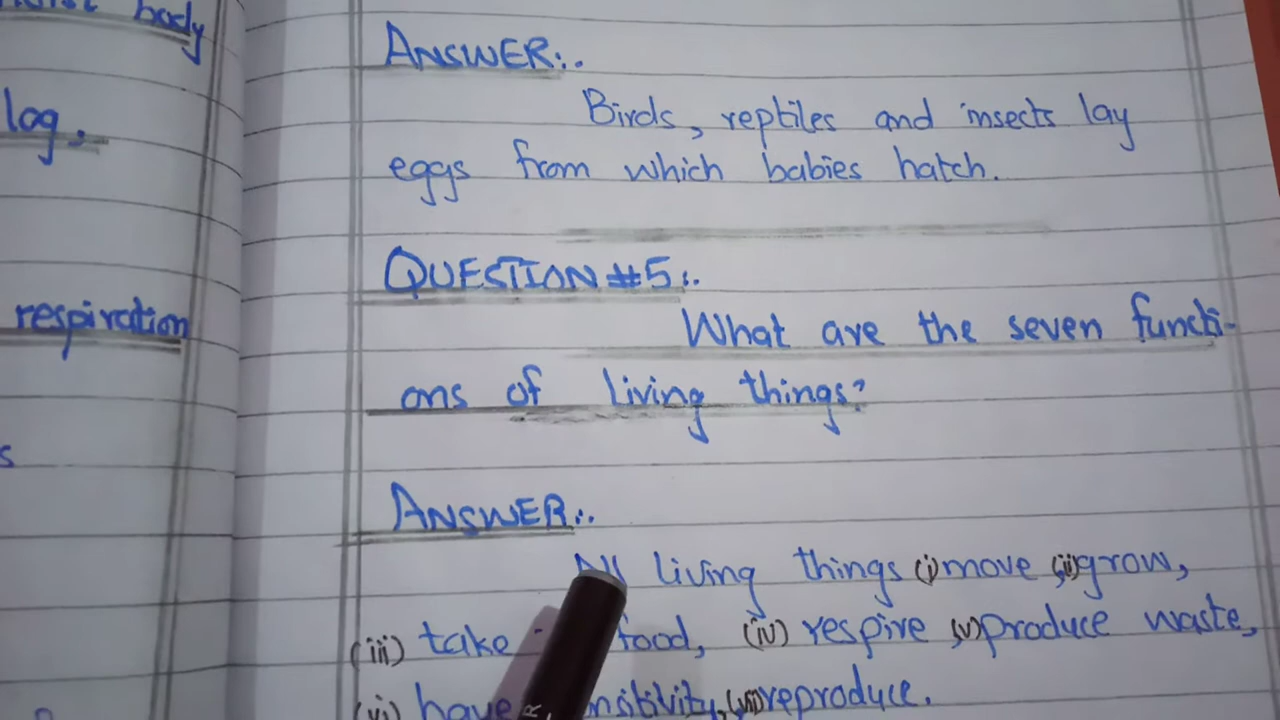 body
log.
respiration
s
ANSWER:.
Birds, reptiles and insects lay
eggs from which babies hatch.
QUESTION #5:.
What are the seven functi-
ons of living things?
ANSWER:.
All living things (i) move, (ii) grow,
(iii) take food, (iv) respire (v) produce waste,
(vi) have nsitivity, (vii) reproduce.